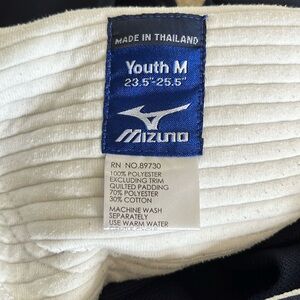 MADE IN THAILAND
Youth M
23.5"-25.5"
MIZUNO
RN NO.89730
100% POLYESTER
EXCLUDING TRIM
QUILTED PADDING
70% POLYESTER
30% COTTON
MACHINE WASH
SEPARATELY
USE WARM WATER